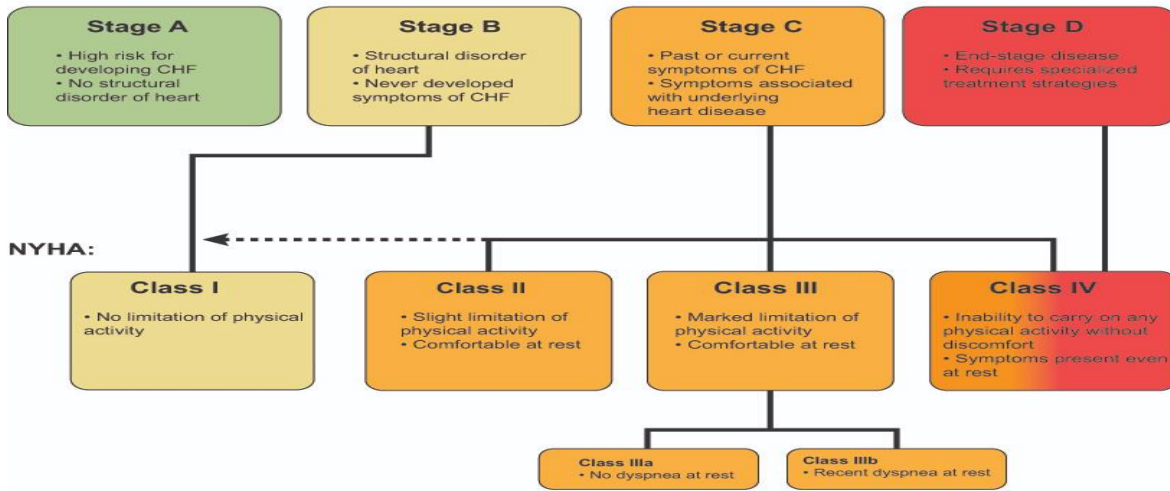 Stage A
• High risk for
developing CHF
• No structural
disorder of heart
Stage B
• Structural disorder
of heart
• Never developed
symptoms of CHF
Stage C
• Past or current
symptoms of CHF
• Symptoms associated
with underlying
heart disease
Stage D
• End-stage disease
• Requires specialized
treatment strategies
NYHA:
Class I
• No limitation of physical
activity
Class II
• Slight limitation of
physical activity
• Comfortable at rest
Class III
• Marked limitation of
physical activity
• Comfortable at rest
Class IV
• Inability to carry on any
physical activity without
discomfort
• Symptoms present even
at rest
Class IIIa
• No dyspnea at rest
Class IIIb
• Recent dyspnea at rest